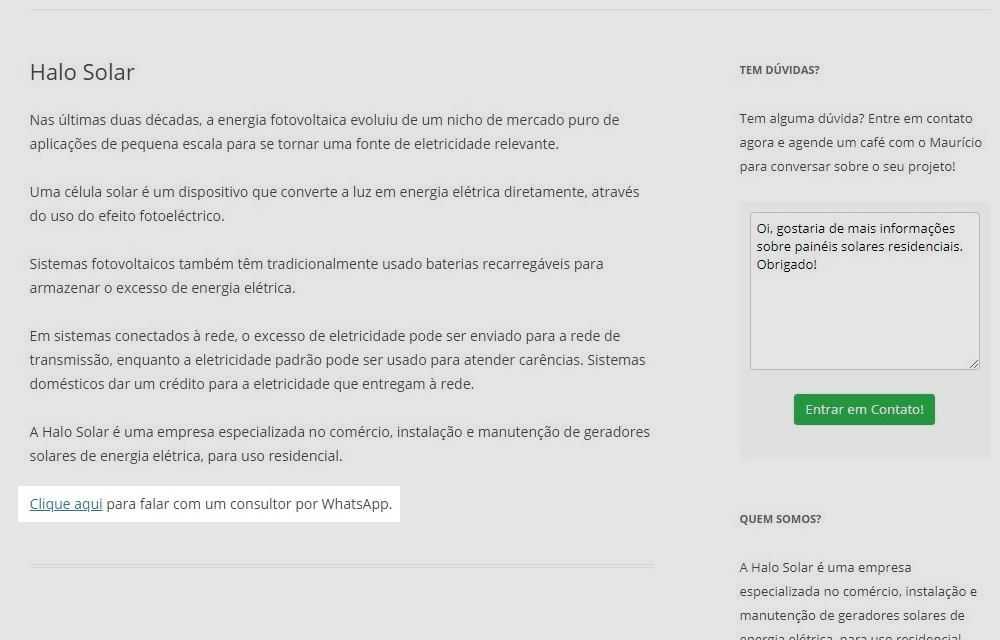 Halo Solar
Nas últimas duas décadas, a energia fotovoltaica evoluiu de um nicho de mercado puro de
aplicações de pequena escala para se tornar uma fonte de eletricidade relevante.
Uma célula solar é um dispositivo que converte a luz em energia elétrica diretamente, através
do uso do efeito fotoeléctrico.
Sistemas fotovoltaicos também têm tradicionalmente usado baterias recarregáveis para
armazenar o excesso de energia elétrica.
Em sistemas conectados à rede, o excesso de eletricidade pode ser enviado para a rede de
transmissão, enquanto a eletricidade padrão pode ser usado para atender carências. Sistemas
domésticos dar um crédito para a eletricidade que entregam à rede.
A Halo Solar é uma empresa especializada no comércio, instalação e manutenção de geradores
solares de energia elétrica, para uso residencial.
Clique aqui para falar com um consultor por WhatsApp.
TEM DÚVIDAS?
Tem alguma dúvida? Entre em contato
agora e agende um café com o Maurício
para conversar sobre o seu projeto!
Oi, gostaria de mais informações
sobre painéis solares residenciais.
Obrigado!
Entrar em Contato!
QUEM SOMOS?
A Halo Solar é uma empresa
especializada no comércio, instalação e
manutenção de geradores solares de
energia elétrica, para uso residencial